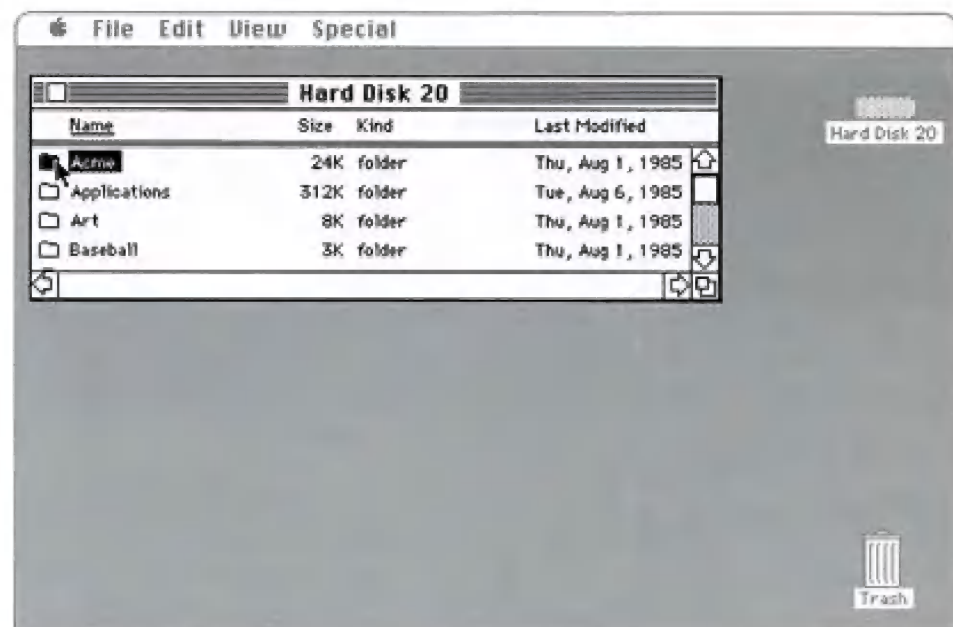 File Edit View Special
Hard Disk 20
Name Size Kind Last Modified
Acme 24K folder Thu, Aug 1, 1985
Applications 312K folder Tue, Aug 6, 1985
Art 8K folder Thu, Aug 1, 1985
Baseball 3K folder Thu, Aug 1, 1985
Hard Disk 20
Trash